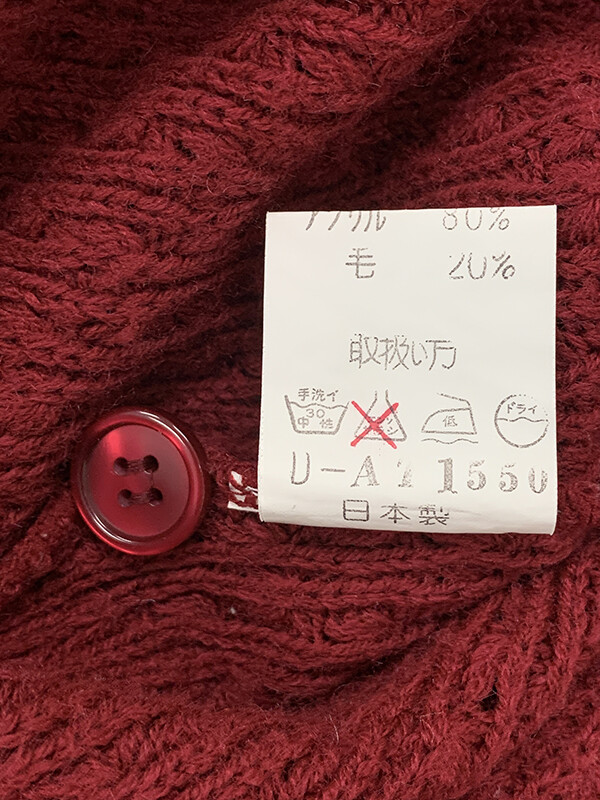 アクリル 80%
毛 20%
取扱い方
手洗イ
30
中性
低
ドライ
日本製